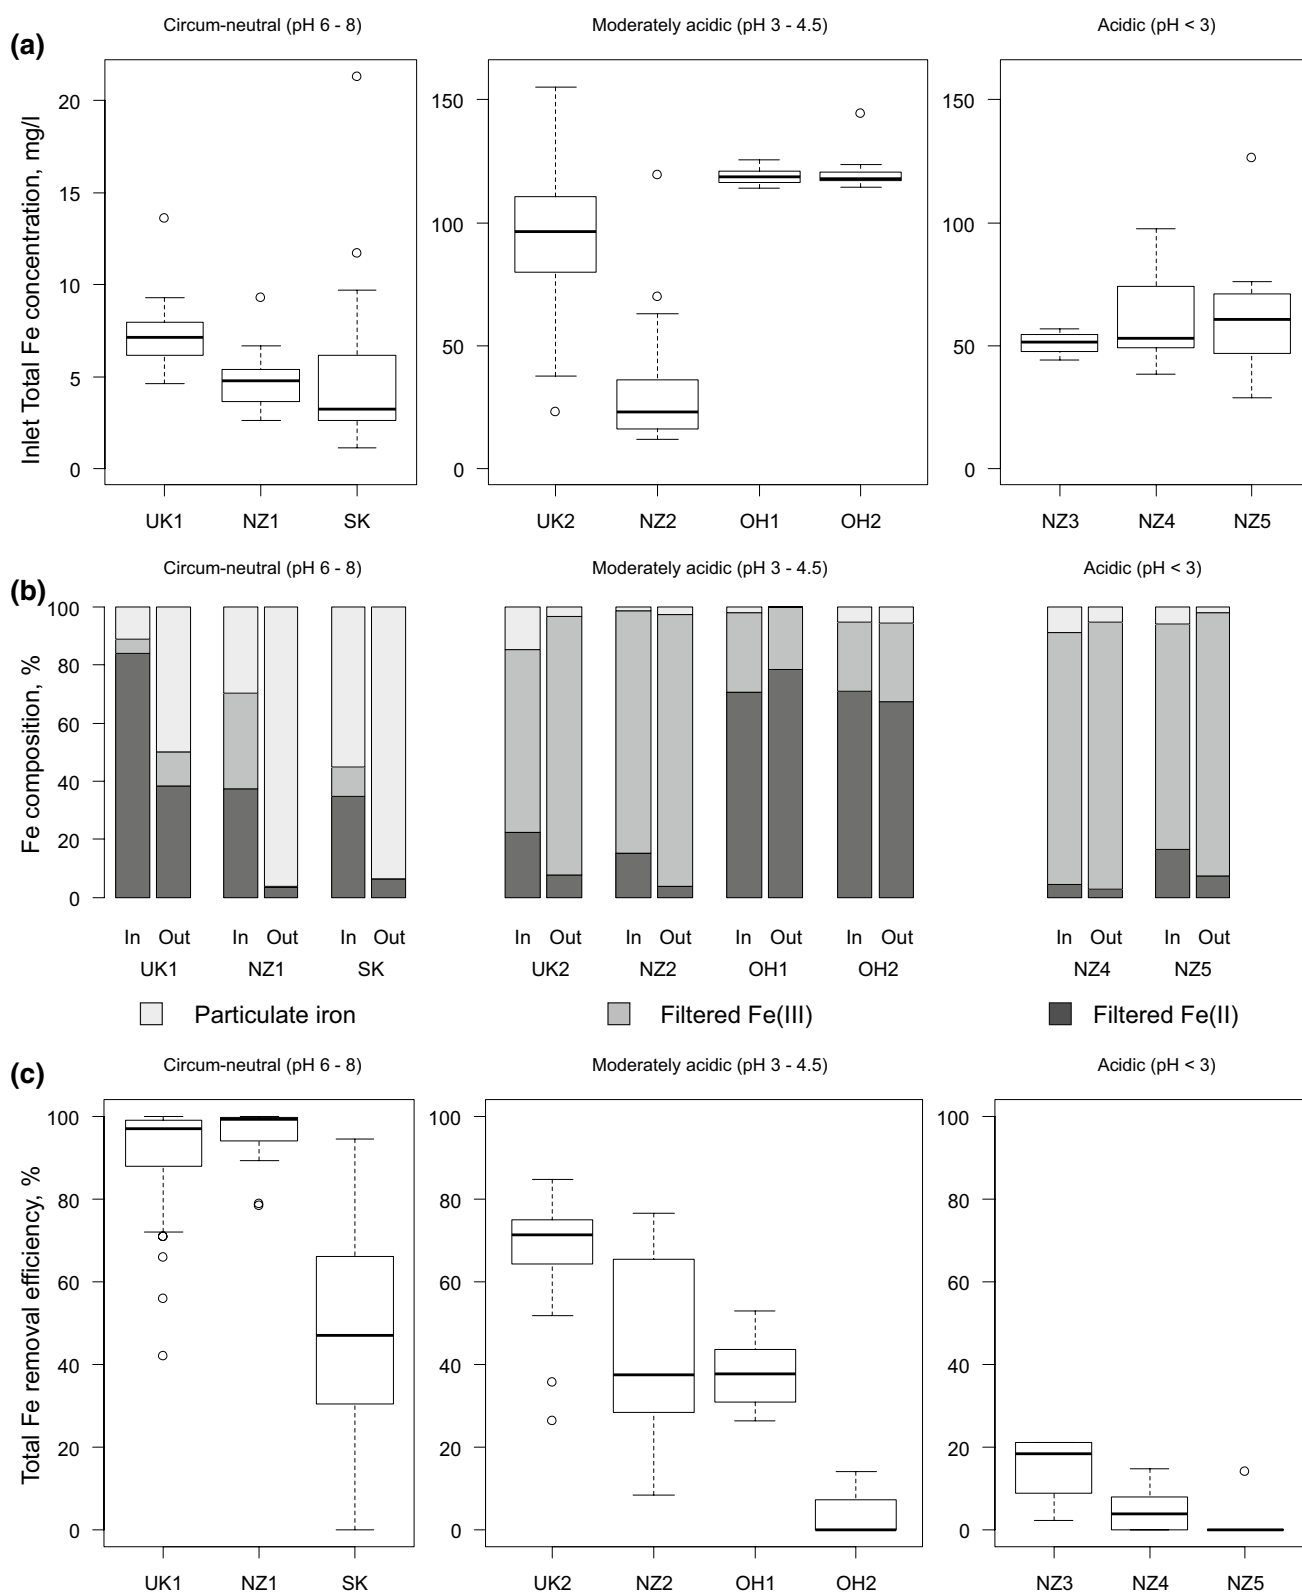 (a)
Circum-neutral (pH 6 - 8)
Moderately acidic (pH 3 - 4.5)
Acidic (pH < 3)
Inlet Total Fe concentration, mg/l
20
15
10
5
0
UK1 NZ1 SK
150
100
50
0
UK2 NZ2 OH1 OH2
150
100
50
0
NZ3 NZ4 NZ5
(b)
Circum-neutral (pH 6 - 8)
Moderately acidic (pH 3 - 4.5)
Acidic (pH < 3)
Fe composition, %
100
80
60
40
20
0
In Out In Out In Out
UK1 NZ1 SK
In Out In Out In Out In Out
UK2 NZ2 OH1 OH2
In Out In Out
NZ4 NZ5
Particulate iron
Filtered Fe(III)
Filtered Fe(II)
(c)
Circum-neutral (pH 6 - 8)
Moderately acidic (pH 3 - 4.5)
Acidic (pH < 3)
Total Fe removal efficiency, %
100
80
60
40
20
0
UK1 NZ1 SK
100
80
60
40
20
0
UK2 NZ2 OH1 OH2
100
80
60
40
20
0
NZ3 NZ4 NZ5